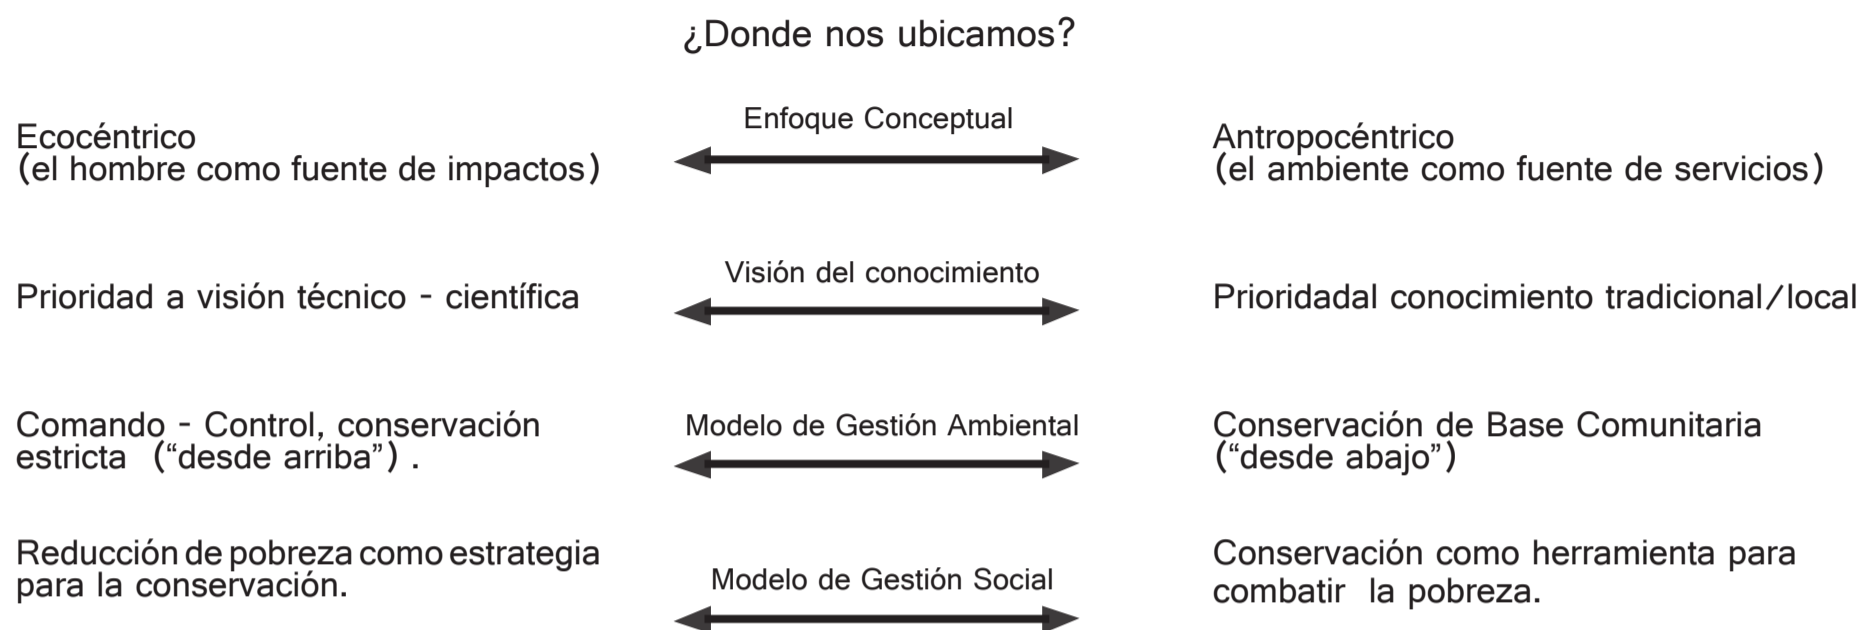 ¿Donde nos ubicamos?
Ecocéntrico
(el hombre como fuente de impactos)
Enfoque Conceptual
Antropocéntrico
(el ambiente como fuente de servicios)
Prioridad a visión técnico - científica
Visión del conocimiento
Prioridadal conocimiento tradicional/local
Comando - Control, conservación
estricta (“desde arriba”) .
Modelo de Gestión Ambiental
Conservación de Base Comunitaria
(“desde abajo”)
Reducción de pobreza como estrategia
para la conservación.
Modelo de Gestión Social
Conservación como herramienta para
combatir la pobreza.